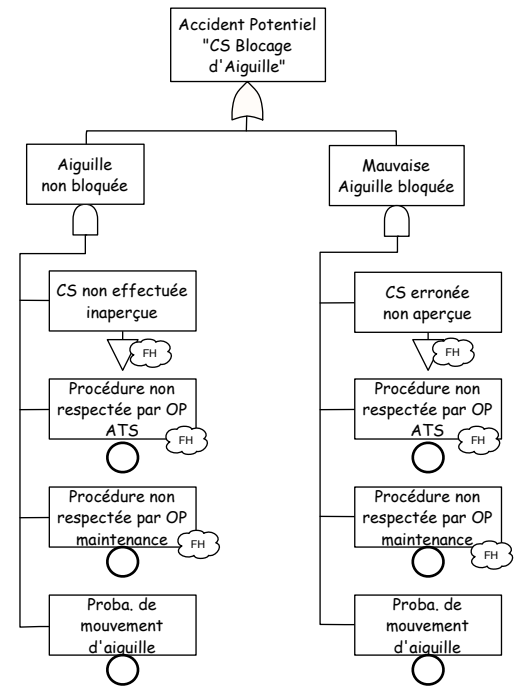 Accident Potentiel
"CS Blocage
d'Aiguille"
Aiguille
non bloquée
Mauvaise
Aiguille bloquée
CS non effectuée
inaperçue
FH
Procédure non
respectée par OP
ATS
FH
Procédure non
respectée par OP
maintenance
FH
Proba. de
mouvement
d'aiguille
CS erronée
non aperçue
FH
Procédure non
respectée par OP
ATS
FH
Procédure non
respectée par OP
maintenance
FH
Proba. de
mouvement
d'aiguille